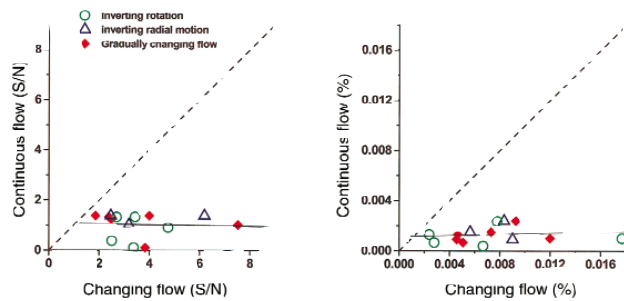 Inverting rotation
Inverting radial motion
Gradually changing flow
Continuous flow (S/N)
8
6
4
2
0
0
2
4
6
8
Changing flow (S/N)
Continuous flow (%)
0.016
0.012
0.008
0.004
0.000
0.000
0.004
0.008
0.012
0.016
Changing flow (%)